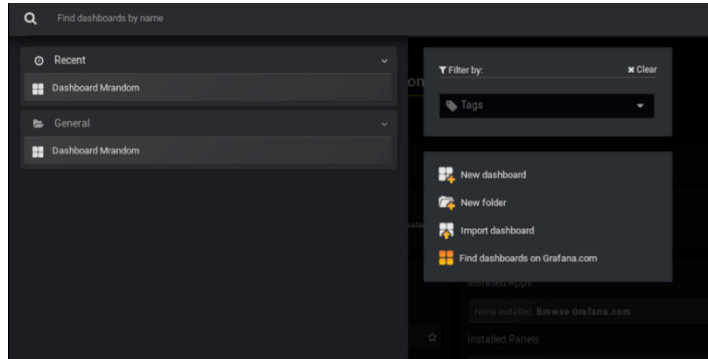 Find dashboards by name
Recent
Dashboard Mrandom
General
Dashboard Mrandom
on
Filter by:
Clear
Tags
New dashboard
New folder
Import dashboard
Find dashboards on Grafana.com
Installed Apps
None installed. Browse Grafana.com
Installed Panels